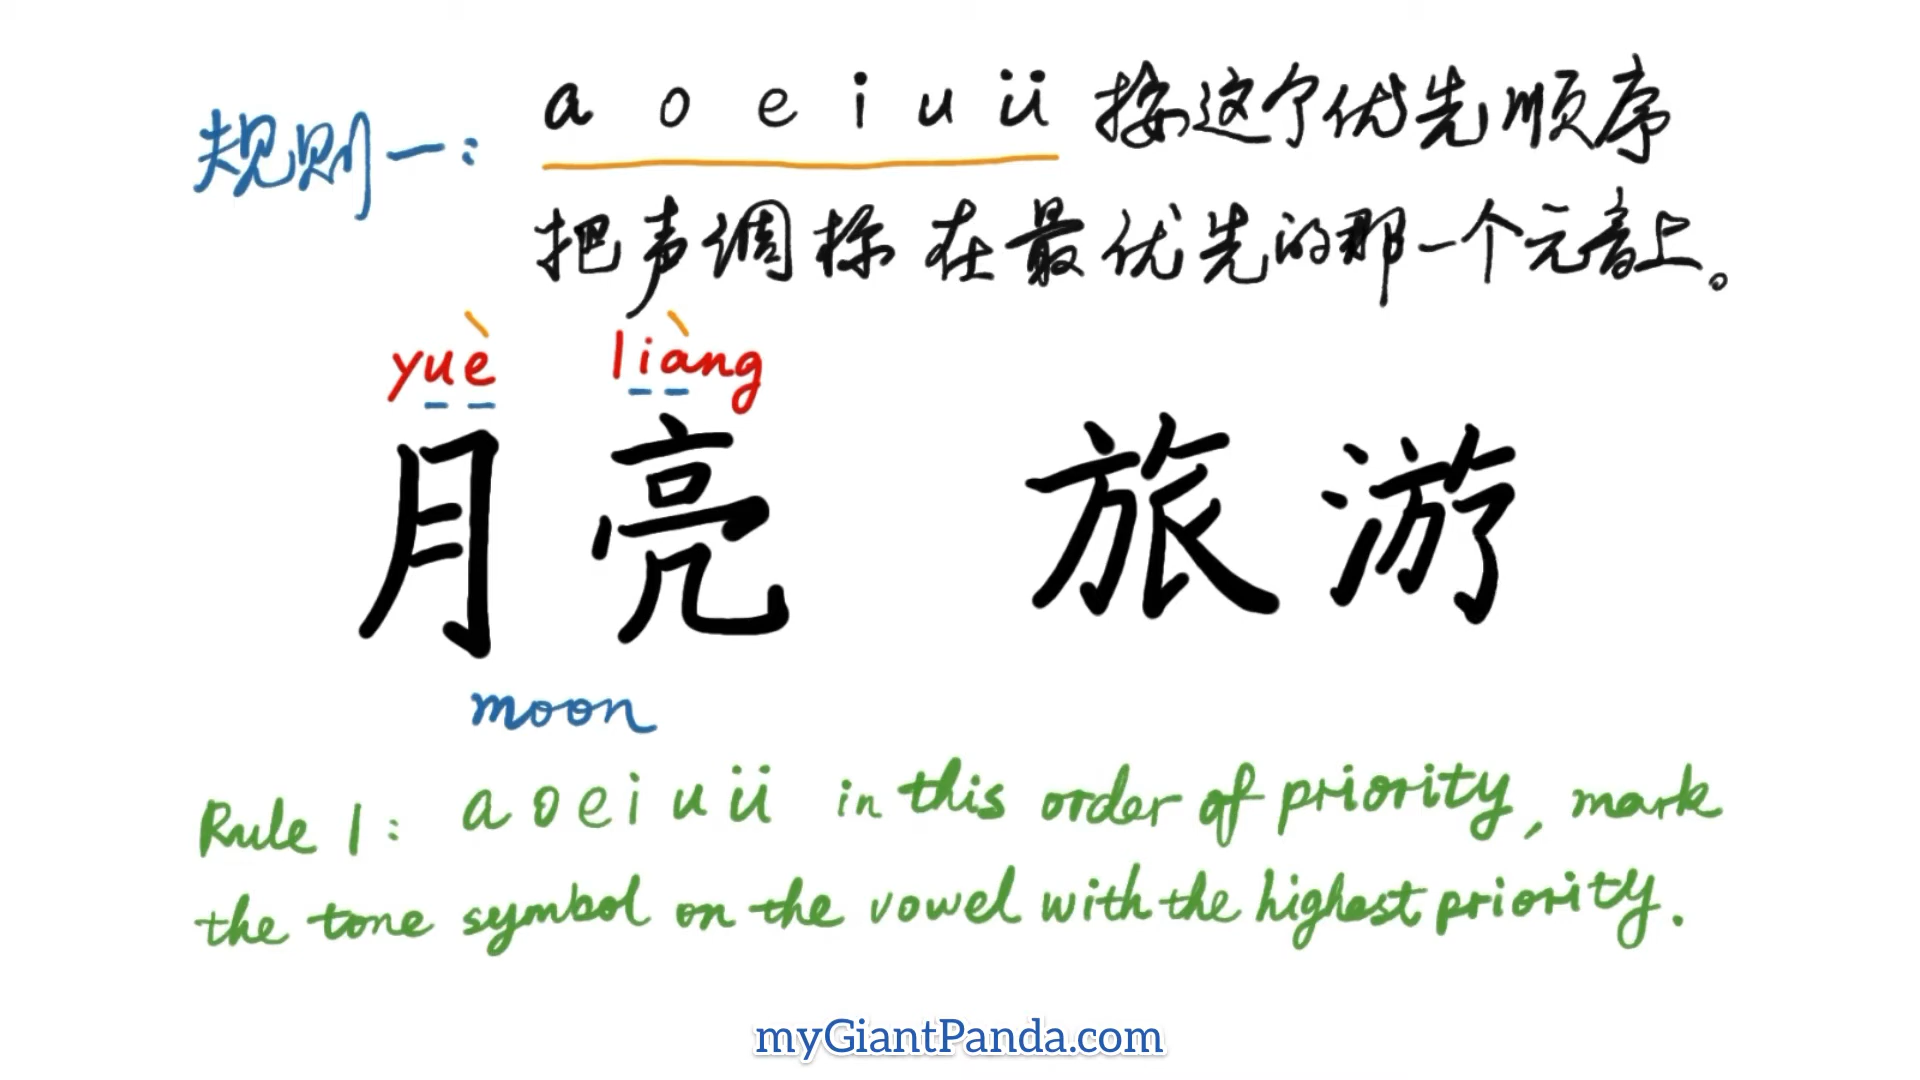 规则一: a o e i u ü 按这个优先顺序
把声调标在最优先的那一个元音上。
yuè liàng
月亮 旅游
moon
Rule 1: a o e i u ü in this order of priority, mark
the tone symbol on the vowel with the highest priority.
myGiantPanda.com